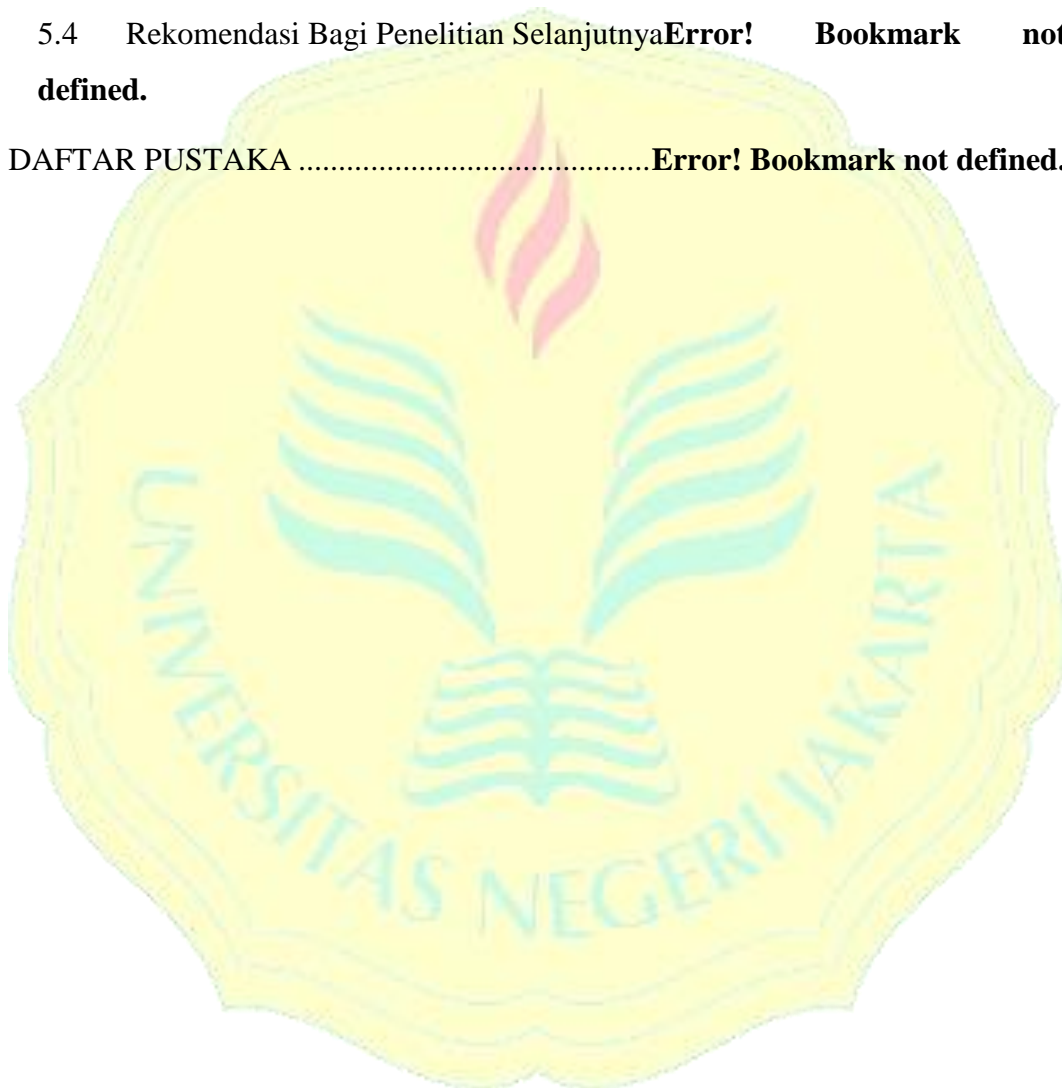 5.4 Rekomendasi Bagi Penelitian SelanjutnyaError! Bookmark not
defined.
DAFTAR PUSTAKA .............................................Error! Bookmark not defined.
UNIVERSITAS NEGERI JAKARTA